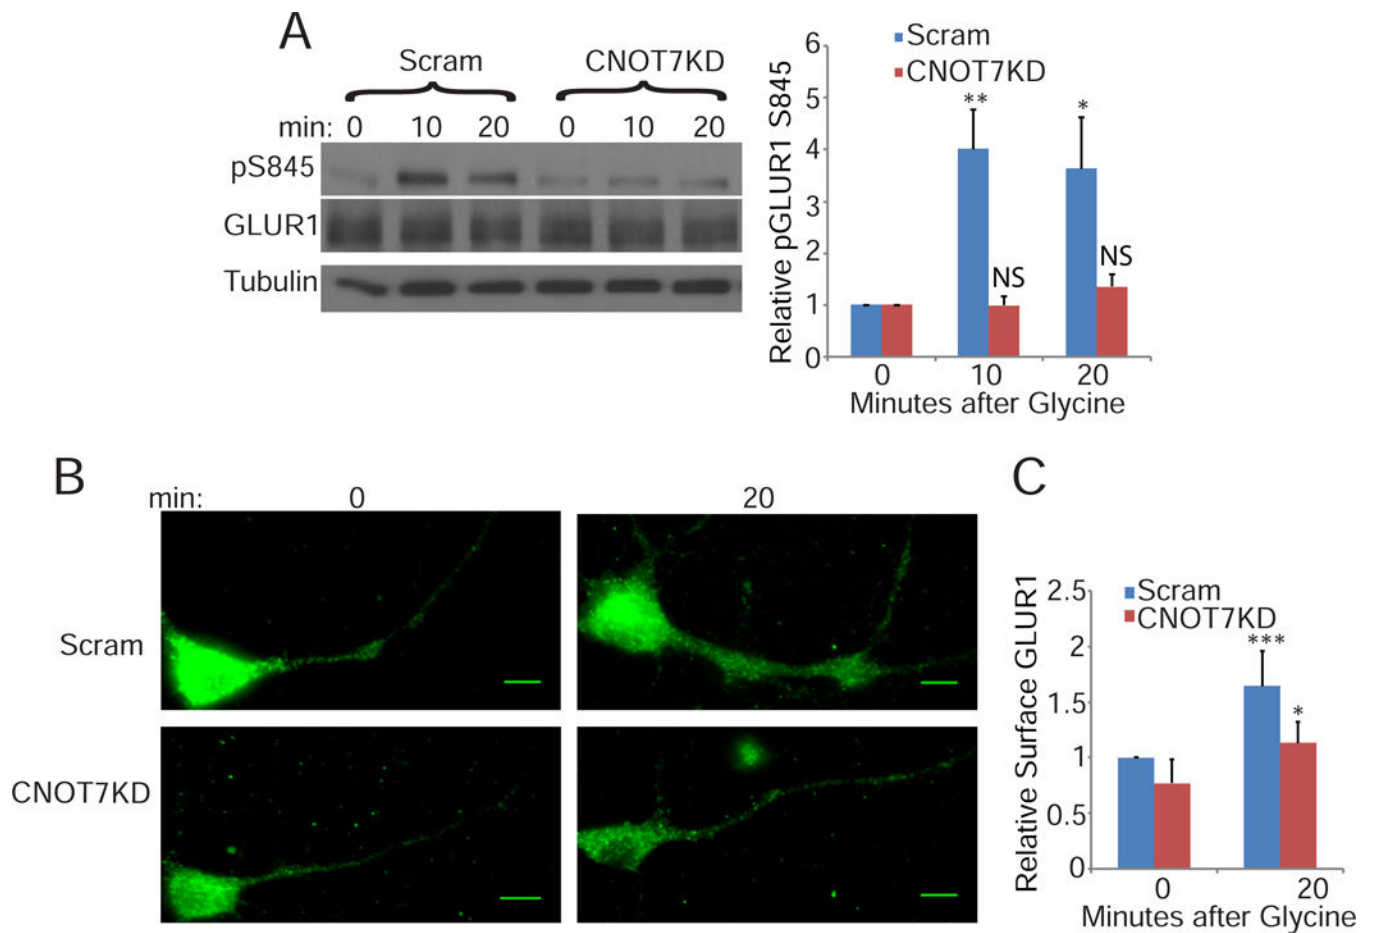 A
Scram CNOT7KD
min: 0 10 20 0 10 20
pS845
GLUR1
Tubulin
Scram
CNOT7KD
Relative pGLUR1 S845
6
5
4
3
2
1
0
** *
NS NS
0 10 20
Minutes after Glycine
B
min: 0 20
Scram
CNOT7KD
C
Scram
CNOT7KD
Relative Surface GLUR1
2.5
2
1.5
1
0.5
0
***
*
0 20
Minutes after Glycine